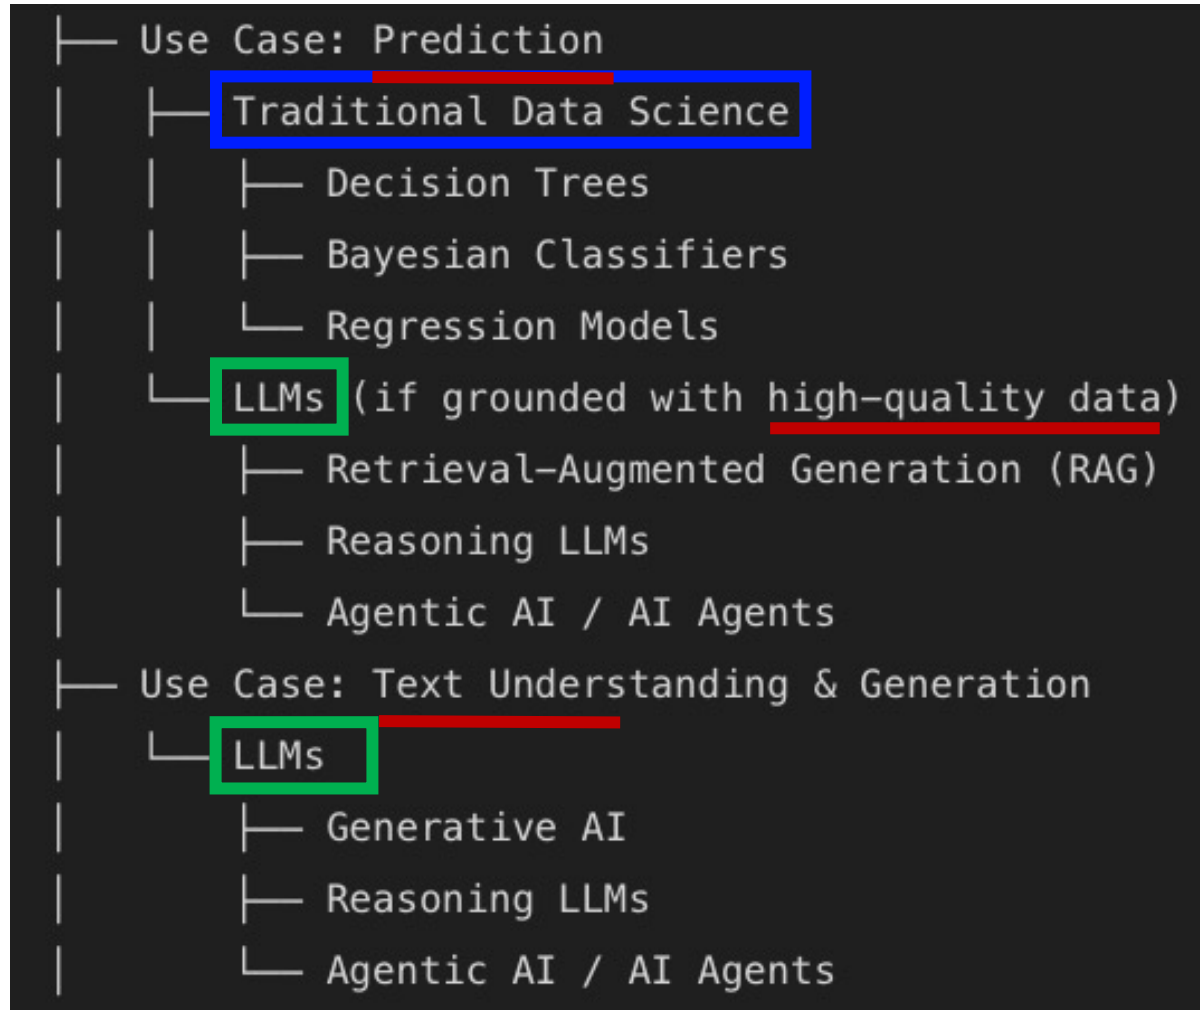 ├── Use Case: Prediction
│   ├── Traditional Data Science
│   │   ├── Decision Trees
│   │   ├── Bayesian Classifiers
│   │   └── Regression Models
│   └── LLMs (if grounded with high-quality data)
│       ├── Retrieval-Augmented Generation (RAG)
│       ├── Reasoning LLMs
│       └── Agentic AI / AI Agents
├── Use Case: Text Understanding & Generation
│   └── LLMs
│       ├── Generative AI
│       ├── Reasoning LLMs
│       └── Agentic AI / AI Agents